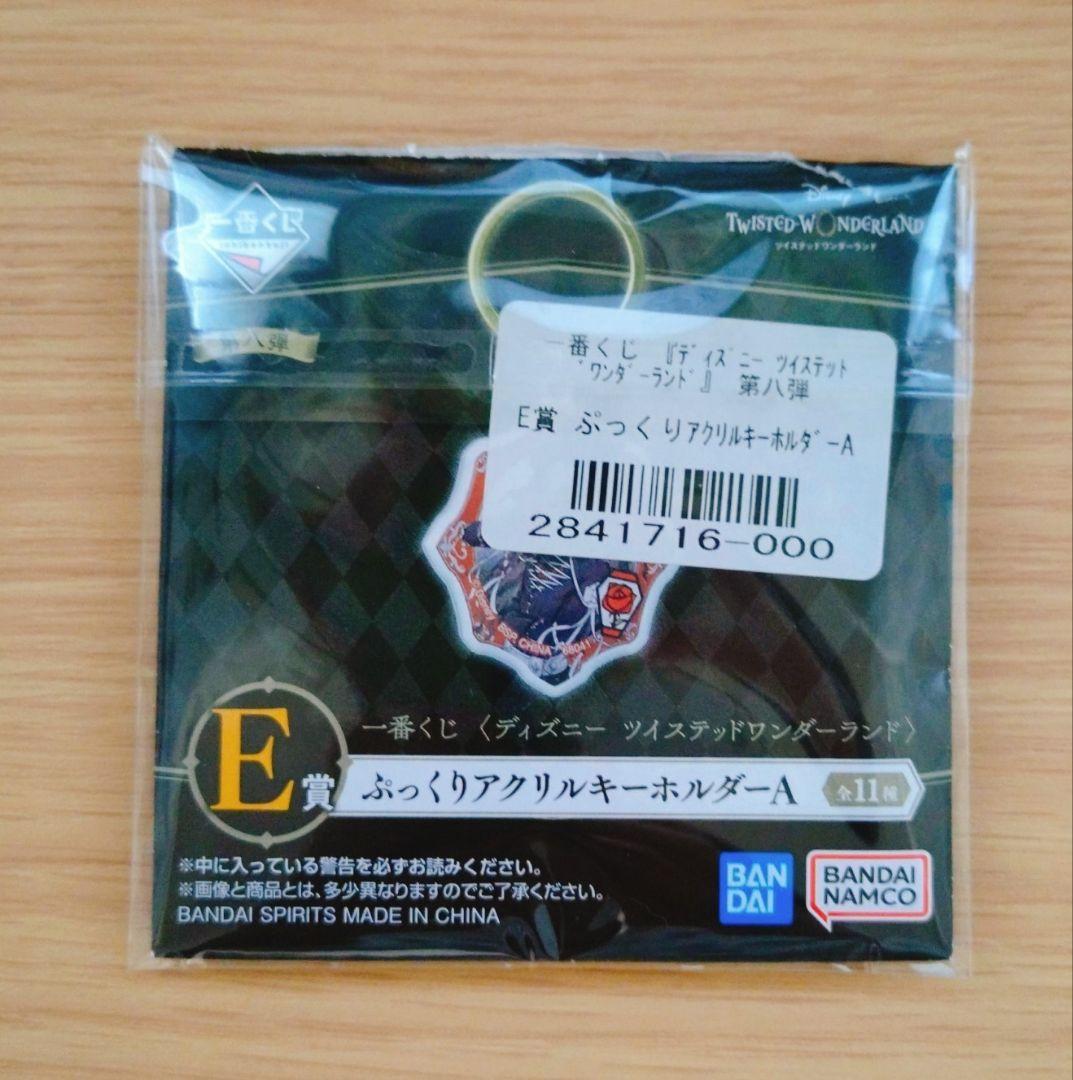 一番くじ
ichibankuji
Disney
TWISTED-WONDERLAND
ツイステッドワンダーランド
第八弾
一番くじ 『ディズニー ツイステット
゛ワンダーランド』 第八弾
E賞 ぷっくりアクリルキーホルダーA
2841716-000
©Disney BSP, CHINA 68041
一番くじ 〈ディズニー ツイステッドワンダーランド〉
E賞
ぷっくりアクリルキーホルダーA
全11種
※中に入っている警告を必ずお読みください。
※画像と商品とは、多少異なりますのでご了承ください。
BANDAI SPIRITS MADE IN CHINA
BAN
DAI
BANDAI
NAMCO